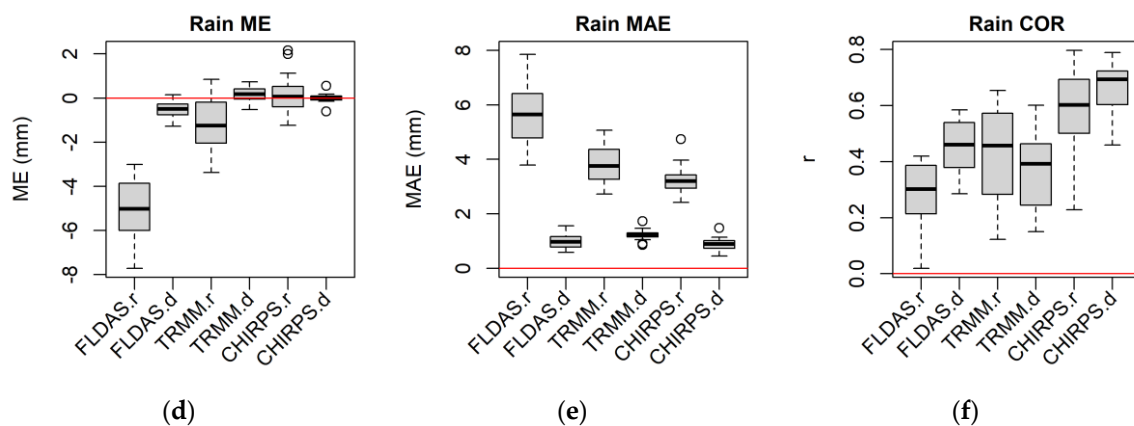 Rain ME
Rain MAE
Rain COR
ME (mm)
2
0
-2
-4
-6
-8
FLDAS.r
FLDAS.d
TRMM.r
TRMM.d
CHIRPS.r
CHIRPS.d
MAE (mm)
8
6
4
2
0
FLDAS.r
FLDAS.d
TRMM.r
TRMM.d
CHIRPS.r
CHIRPS.d
r
0.8
0.6
0.4
0.2
0.0
FLDAS.r
FLDAS.d
TRMM.r
TRMM.d
CHIRPS.r
CHIRPS.d
(d)
(e)
(f)